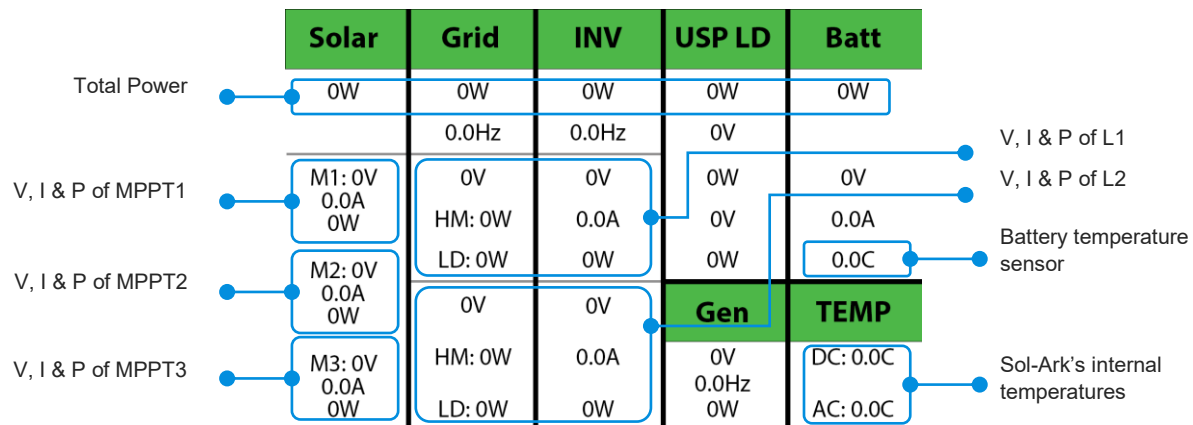 Solar Grid INV USP LD Batt
Total Power
0W 0W 0W 0W 0W
0.0Hz 0.0Hz 0V
V, I & P of L1
V, I & P of MPPT1
M1: 0V 0V 0V 0W 0V
V, I & P of L2
0.0A HM: 0W 0.0A 0V 0.0A
0W
LD: 0W 0W 0W 0.0C
Battery temperature
sensor
V, I & P of MPPT2
M2: 0V
0.0A
0W
0V 0V
Gen TEMP
V, I & P of MPPT3
M3: 0V
0.0A
0W
HM: 0W 0.0A 0V DC: 0.0C
0.0Hz
LD: 0W 0W 0W AC: 0.0C
Sol-Ark's internal
temperatures